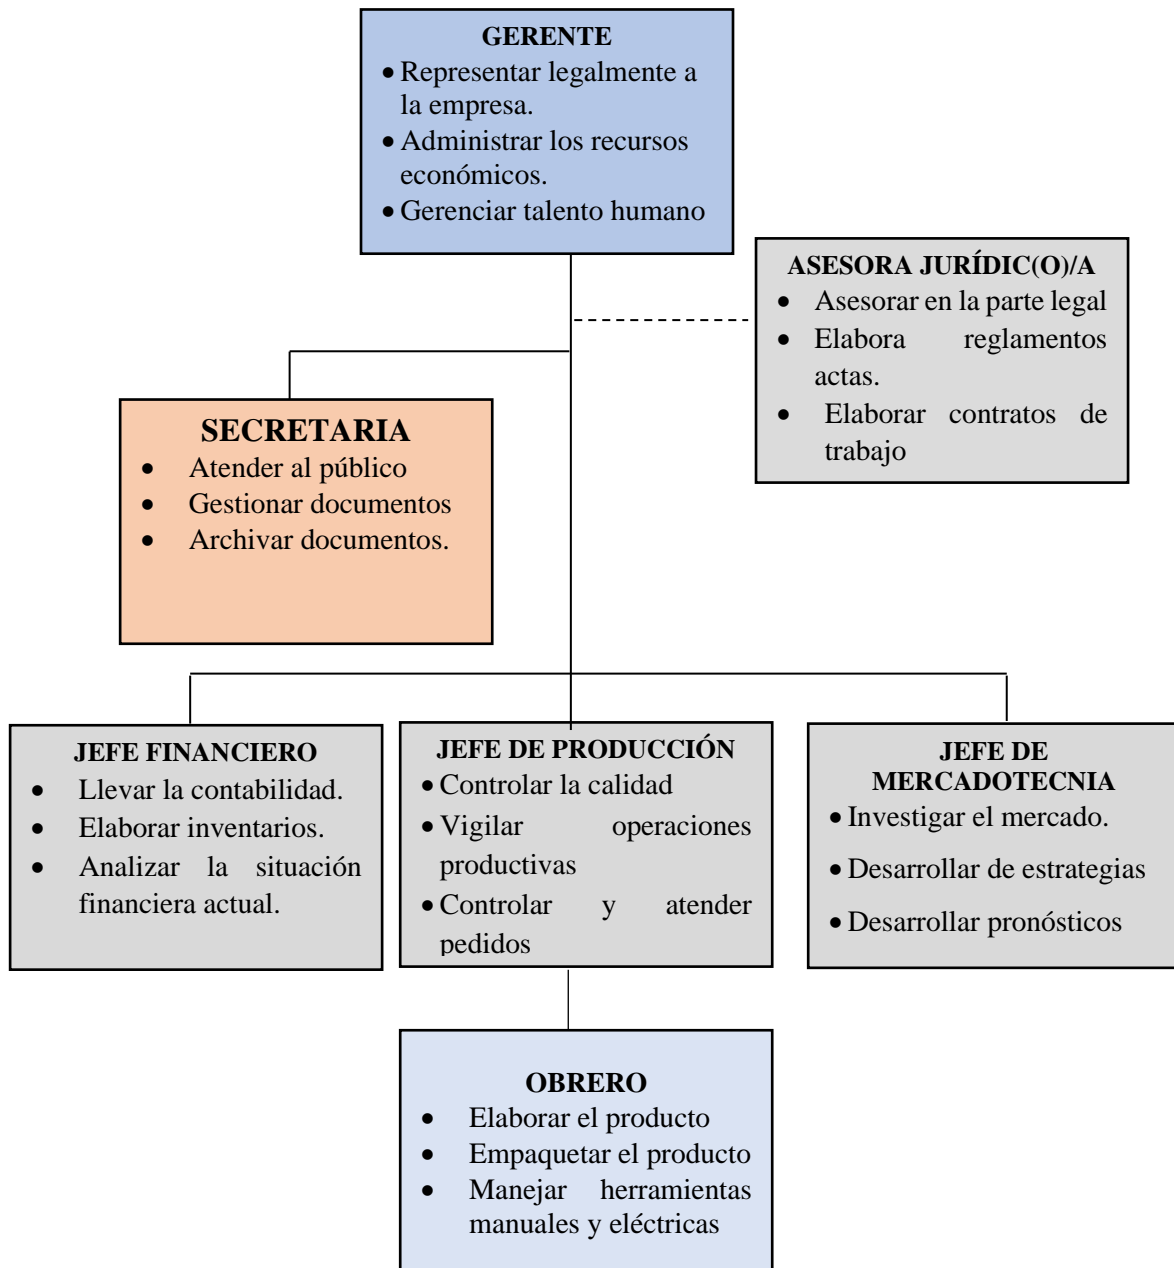 GERENTE
• Representar legalmente a
la empresa.
• Administrar los recursos
económicos.
• Gerenciar talento humano
ASESORA JURÍDIC(O)/A
• Asesorar en la parte legal
• Elabora reglamentos
actas.
• Elaborar contratos de
trabajo
SECRETARIA
• Atender al público
• Gestionar documentos
• Archivar documentos.
JEFE FINANCIERO
• Llevar la contabilidad.
• Elaborar inventarios.
• Analizar la situación
financiera actual.
JEFE DE PRODUCCIÓN
• Controlar la calidad
• Vigilar operaciones
productivas
• Controlar y atender
pedidos
JEFE DE
MERCADOTECNIA
• Investigar el mercado.
• Desarrollar de estrategias
• Desarrollar pronósticos
OBRERO
• Elaborar el producto
• Empaquetar el producto
• Manejar herramientas
manuales y eléctricas